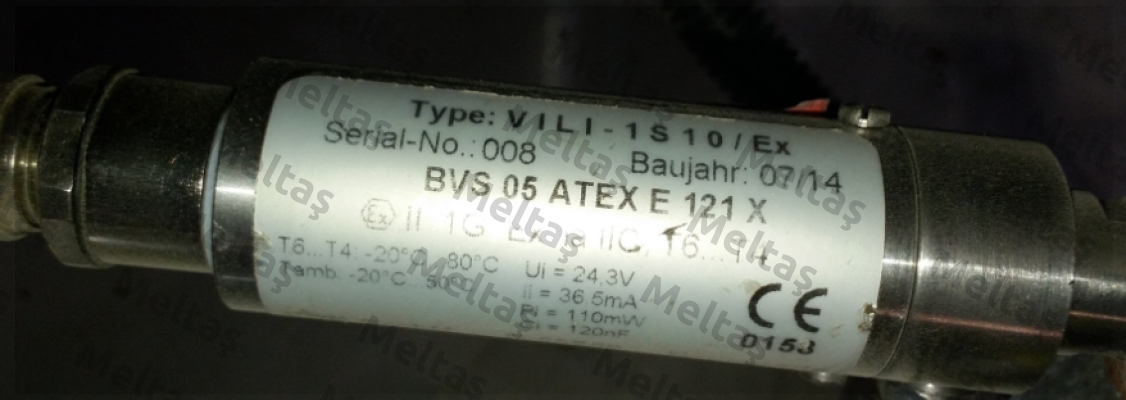 Type: VILI-1S10/Ex
Serial-No.: 008 Baujahr: 07/14
BVS 05 ATEX E 121 X
Ex II 1G IIC T6...T4
T6...T4: -20°C...80°C Ui = 24.3V
Tamb. -20°C...50°C Ii = 36.5mA
Pi = 110mW
Ci = 120nF
CE
0158
Meltaş